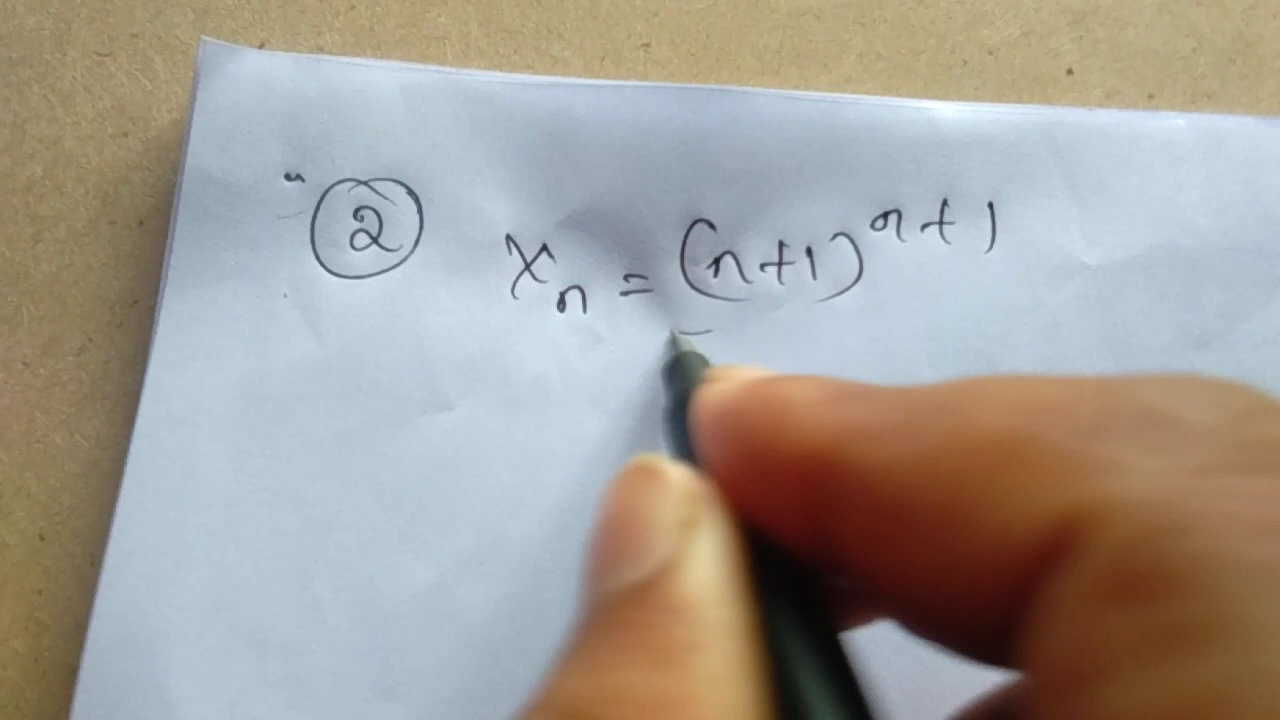 ② xₙ = (n+1)ⁿ⁺¹